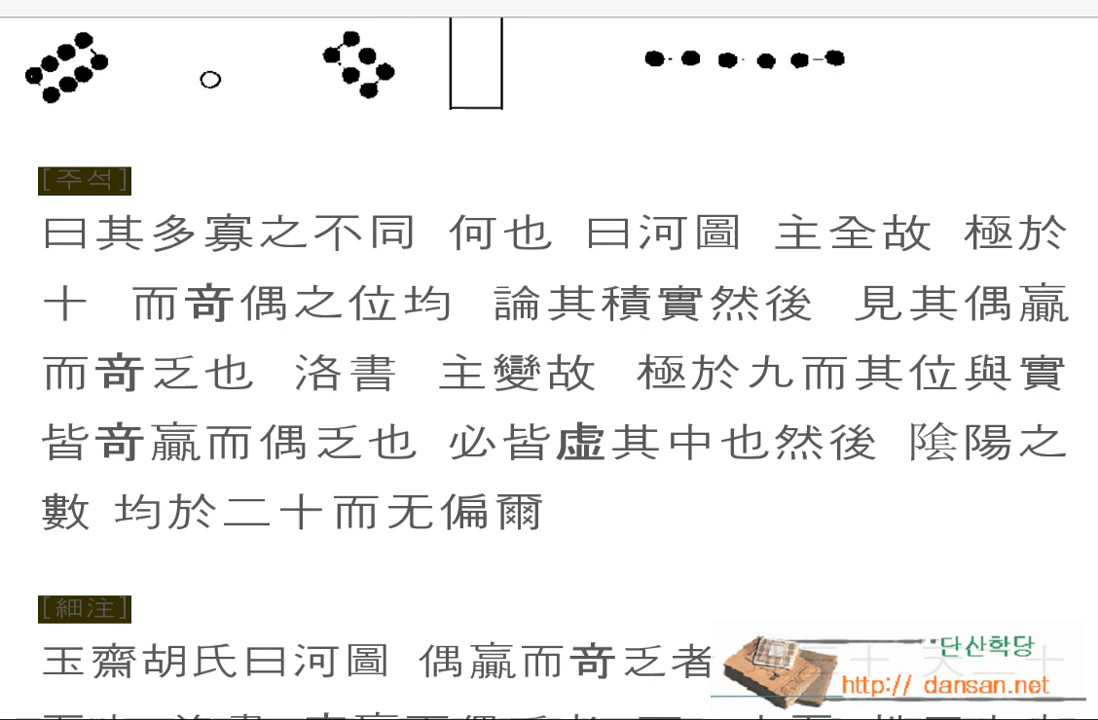 [주석]
曰其多寡之不同 何也 曰河圖 主全故 極於
十 而竒偶之位均 論其積實然後 見其偶贏
而竒乏也 洛書 主變故 極於九而其位與實
皆竒贏而偶乏也 必皆虛其中也然後 陰陽之
數 均於二十而无偏爾
[細注]
玉齋胡氏曰河圖 偶贏而竒乏者
단산학당
http:// dansan.net